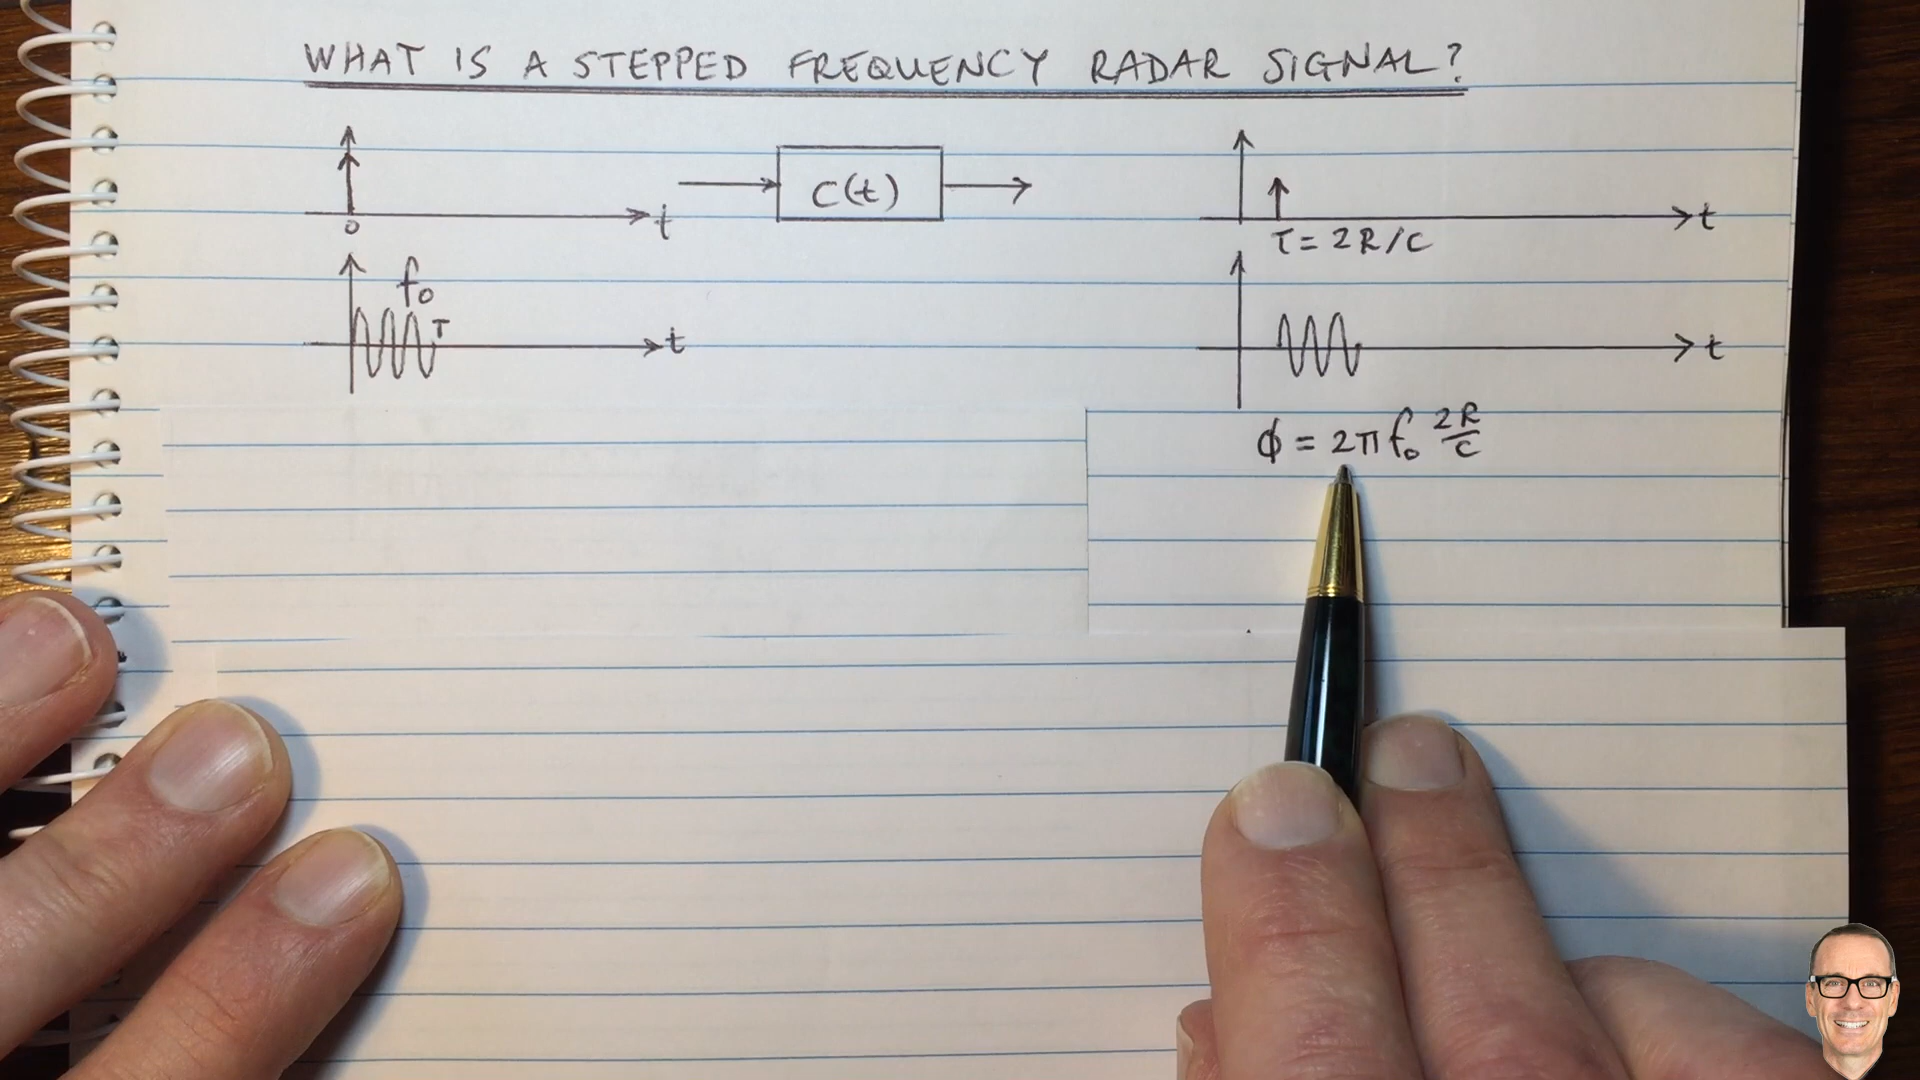 WHAT IS A STEPPED FREQUENCY RADAR SIGNAL?
0
t
C(t)
t
τ = 2R/C
f₀
T
t
t
ϕ = 2π f₀ 2R/C